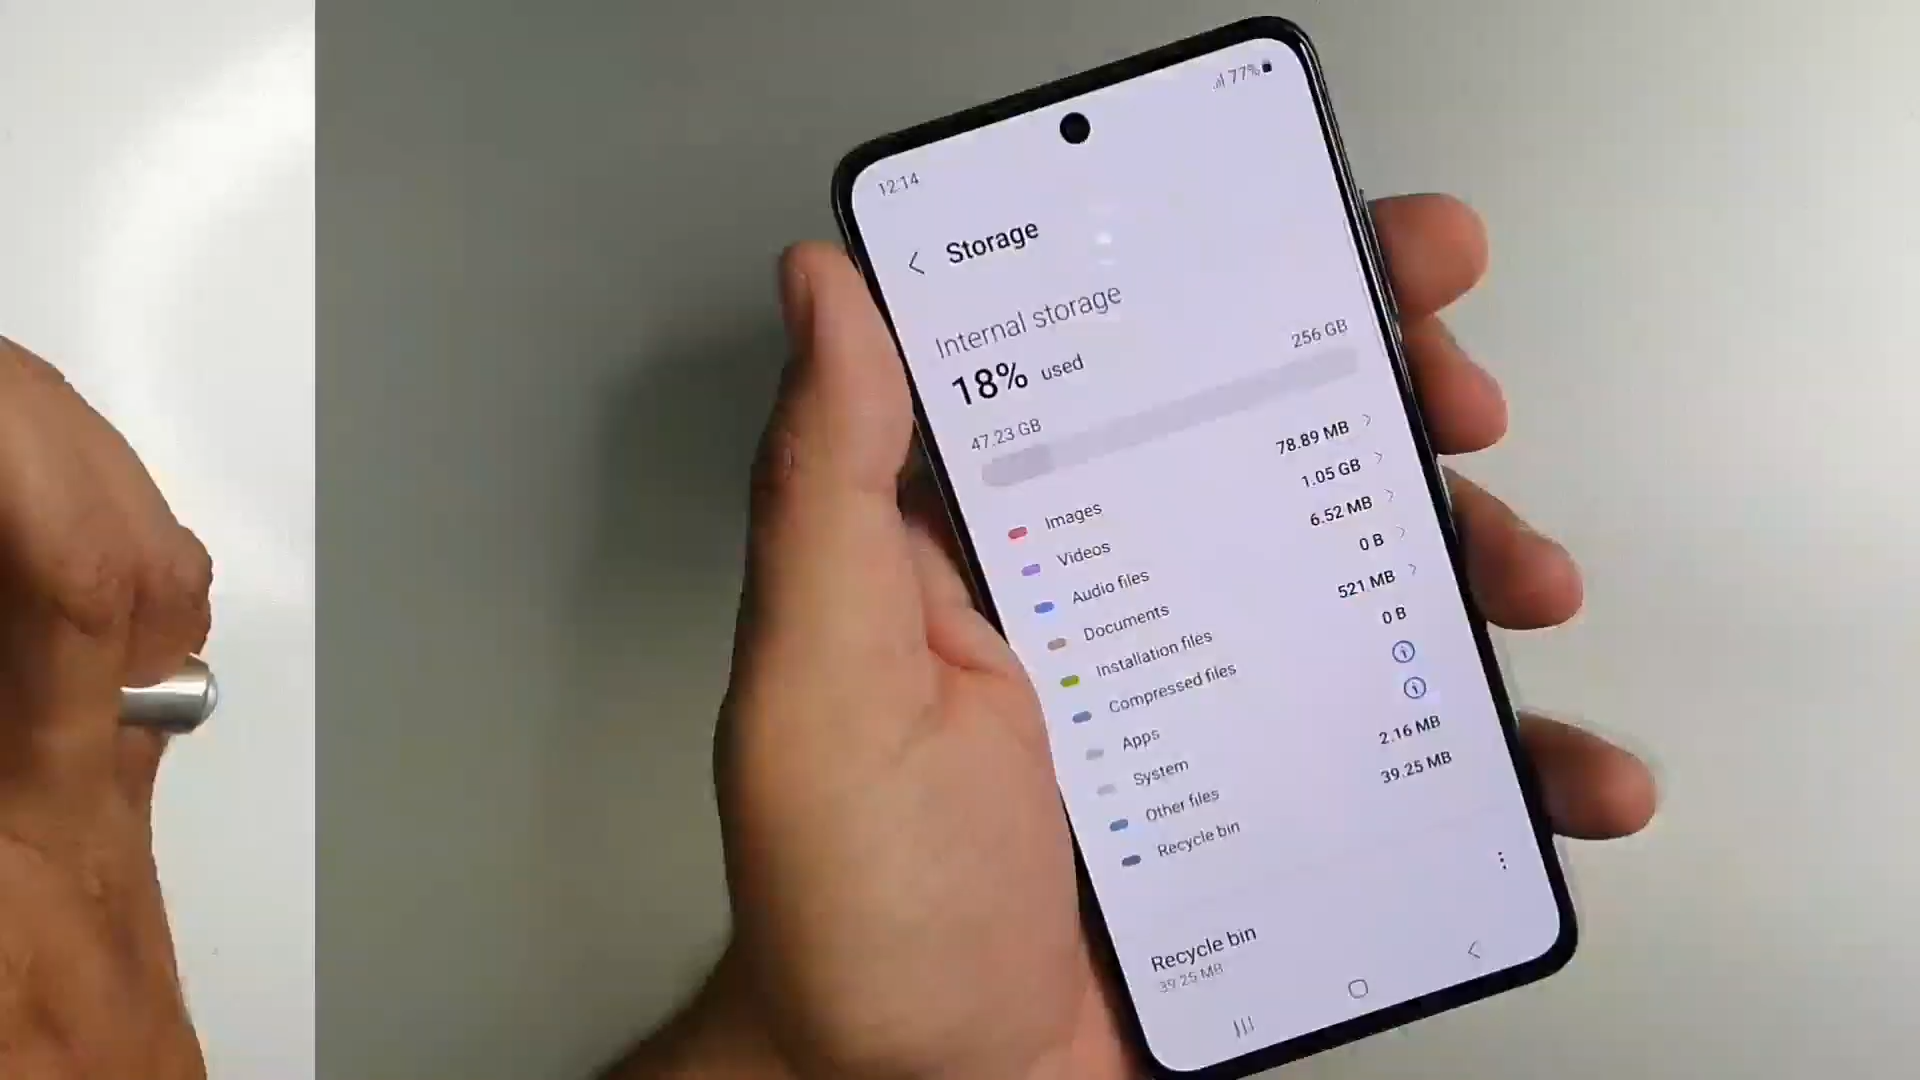 12:14 77%
Storage
Internal storage
18% used
47.23 GB 256 GB
Images 78.89 MB
Videos 1.05 GB
Audio files 6.52 MB
Documents 0 B
Installation files 521 MB
Compressed files 0 B
Apps
System
Other files 2.16 MB
Recycle bin 39.25 MB
Recycle bin
39.25 MB